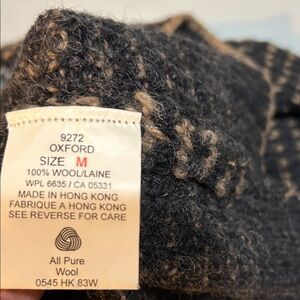 9272
OXFORD
SIZE M
100% WOOL/LAINE
WPL 6635 / CA 05331
MADE IN HONG KONG
FABRIQUE A HONG KONG
SEE REVERSE FOR CARE
All Pure
Wool
0545 HK 83W